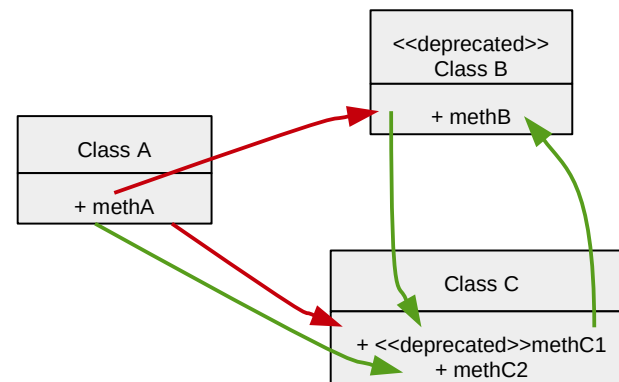 <<deprecated>>
Class B
+ methB
Class A
+ methA
Class C
+ <<deprecated>>methC1
+ methC2